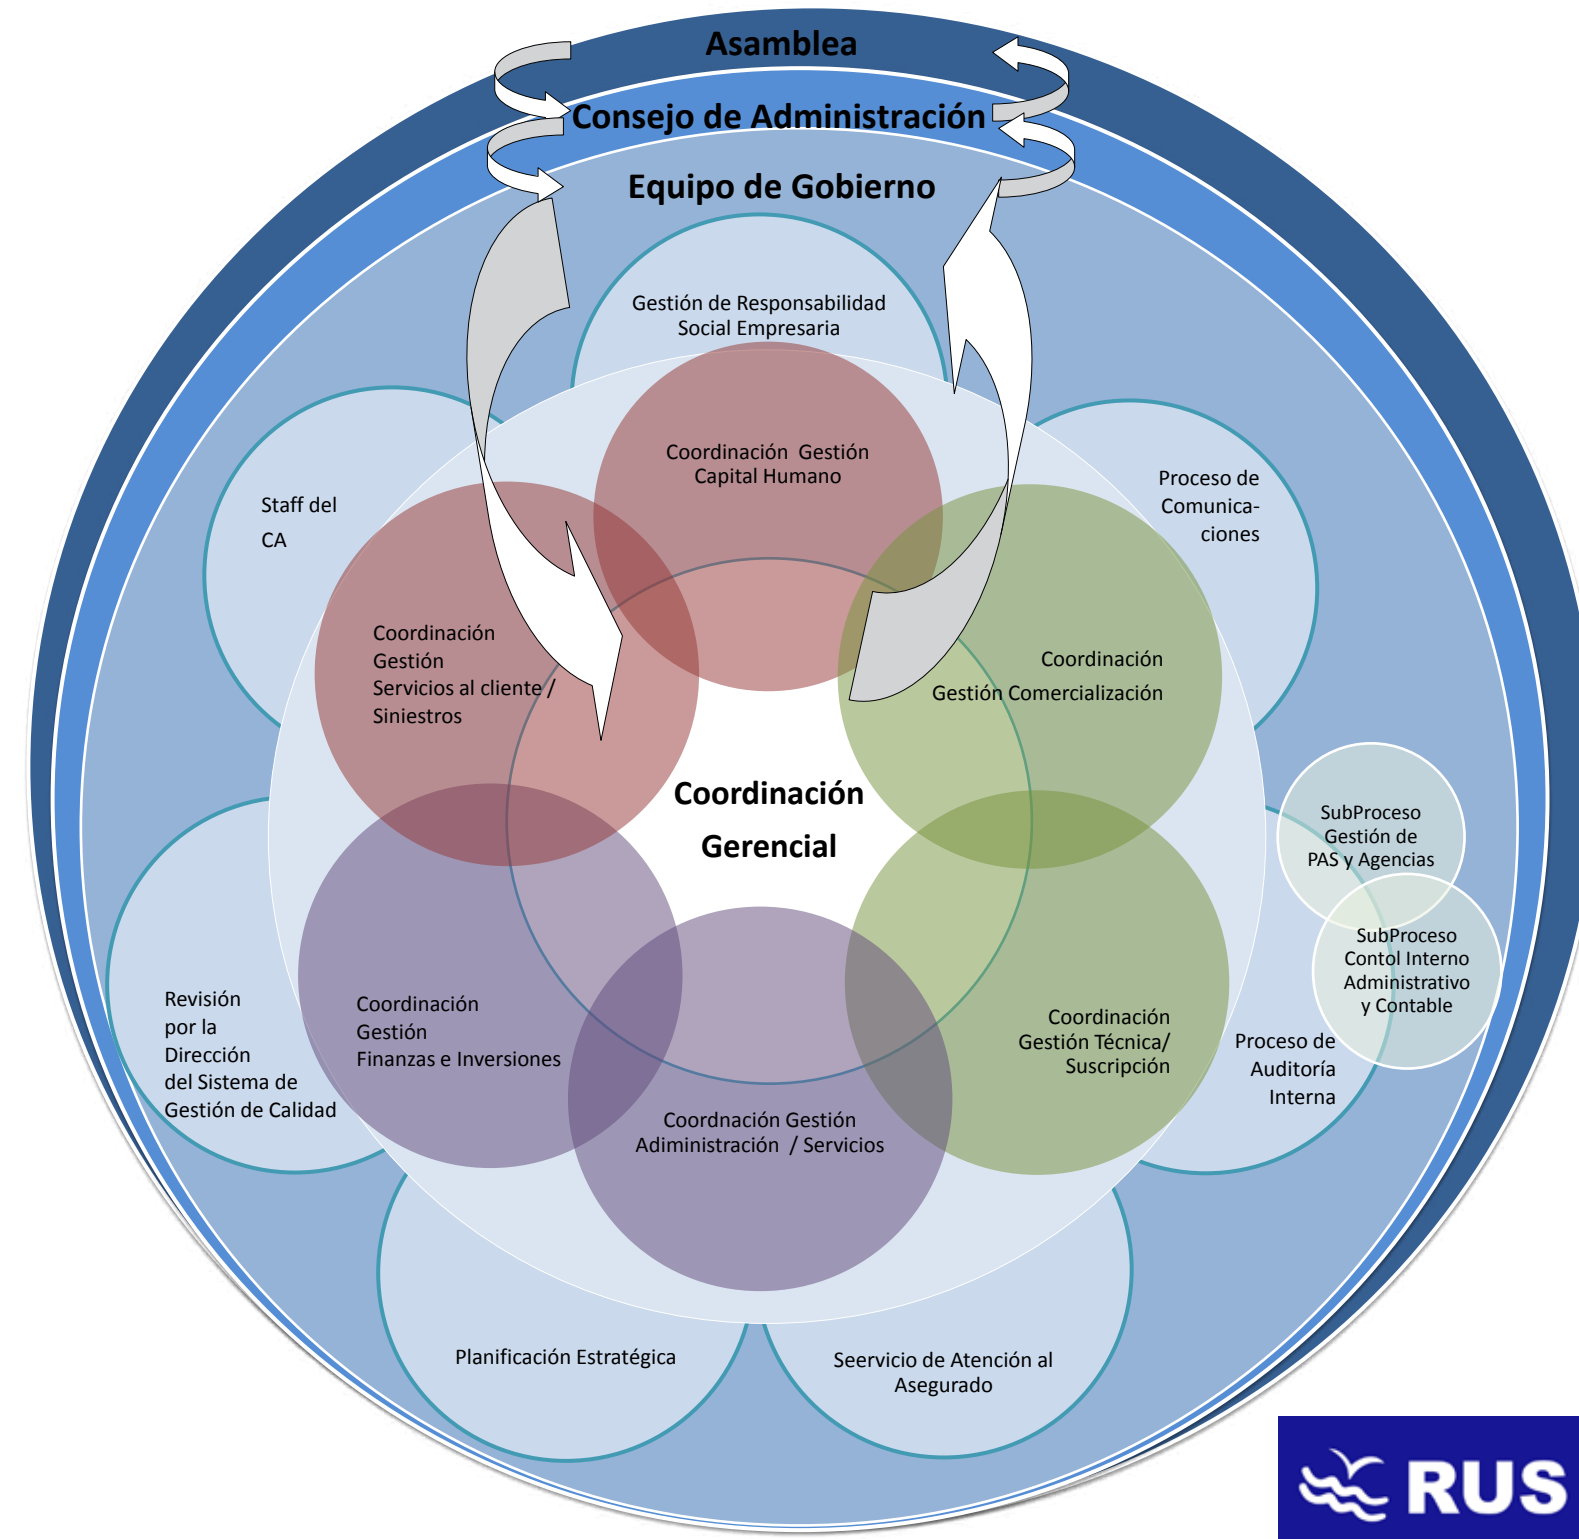 Asamblea
Consejo de Administración
Equipo de Gobierno
Gestión de Responsabilidad
Social Empresaria
Coordinación  Gestión
Capital Humano
Staff del
CA
Proceso de
Comunica-
ciones
Coordinación
Gestión
Servicios al cliente /
Siniestros
Coordinación
Gestión Comercialización
Coordinación
Gerencial
SubProceso
Gestión de
PAS y Agencias
SubProceso
Contol Interno
Administrativo
y Contable
Revisión
por la
Dirección
del Sistema de
Gestión de Calidad
Coordinación
Gestión
Finanzas e Inversiones
Coordinación
Gestión Técnica/
Suscripción
Proceso de
Auditoría
Interna
Coordnación Gestión
Adiministración  / Servicios
Planificación Estratégica
Seervicio de Atención al
Asegurado
RUS